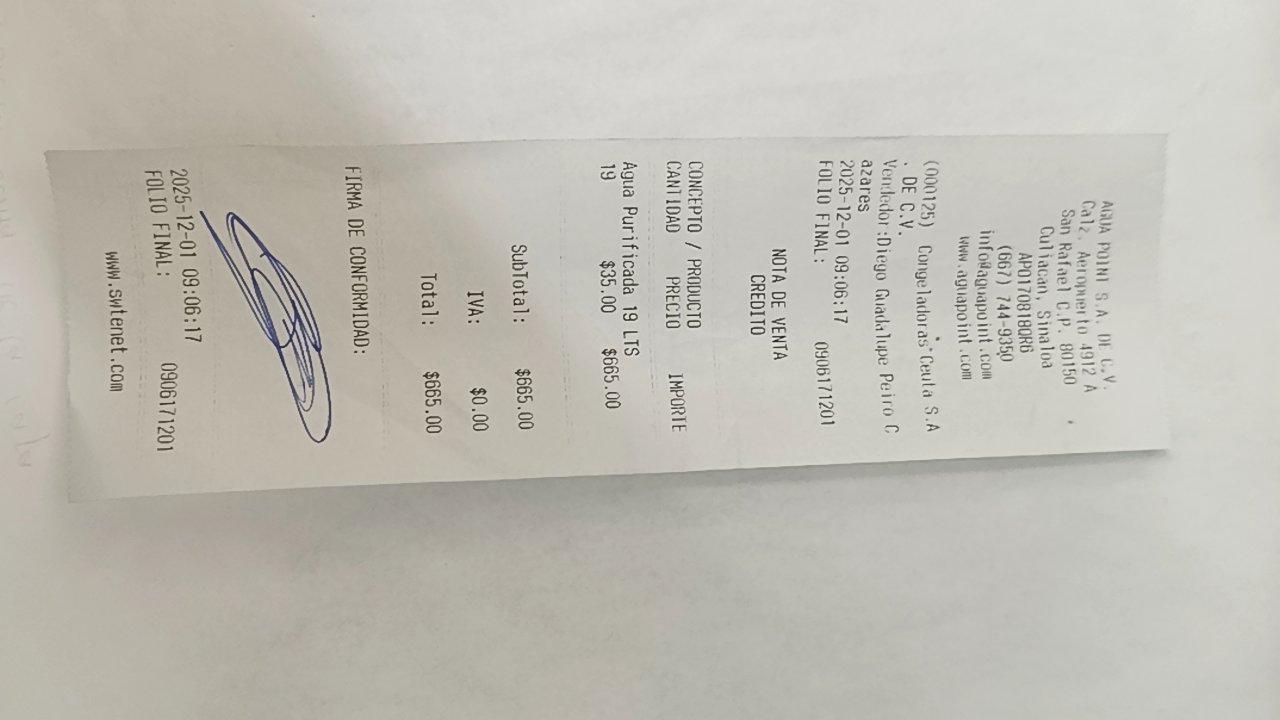 AGUA POINT S.A. DE C.V.
Calz. Aeropuerto 4912 A
San Rafael C.P. 80150
Culiacan, Sinaloa
APO170818QR6
(667) 744-9350
info@aguapoint.com
www.aguapoint.com
(000125) Congeladoras Ceuta S.A
. DE C.V.
Vendedor:Diego Guadalupe Peiro C
azares
2025-12-01 09:06:17
FOLIO FINAL: 0906171201
NOTA DE VENTA
CREDITO
CONCEPTO / PRODUCTO
CANTIDAD PRECIO IMPORTE
Agua Purificada 19 LTS
19 $35.00 $665.00
SubTotal: $665.00
IVA: $0.00
Total: $665.00
FIRMA DE CONFORMIDAD:
2025-12-01 09:06:17
FOLIO FINAL: 0906171201
www.swtenet.com